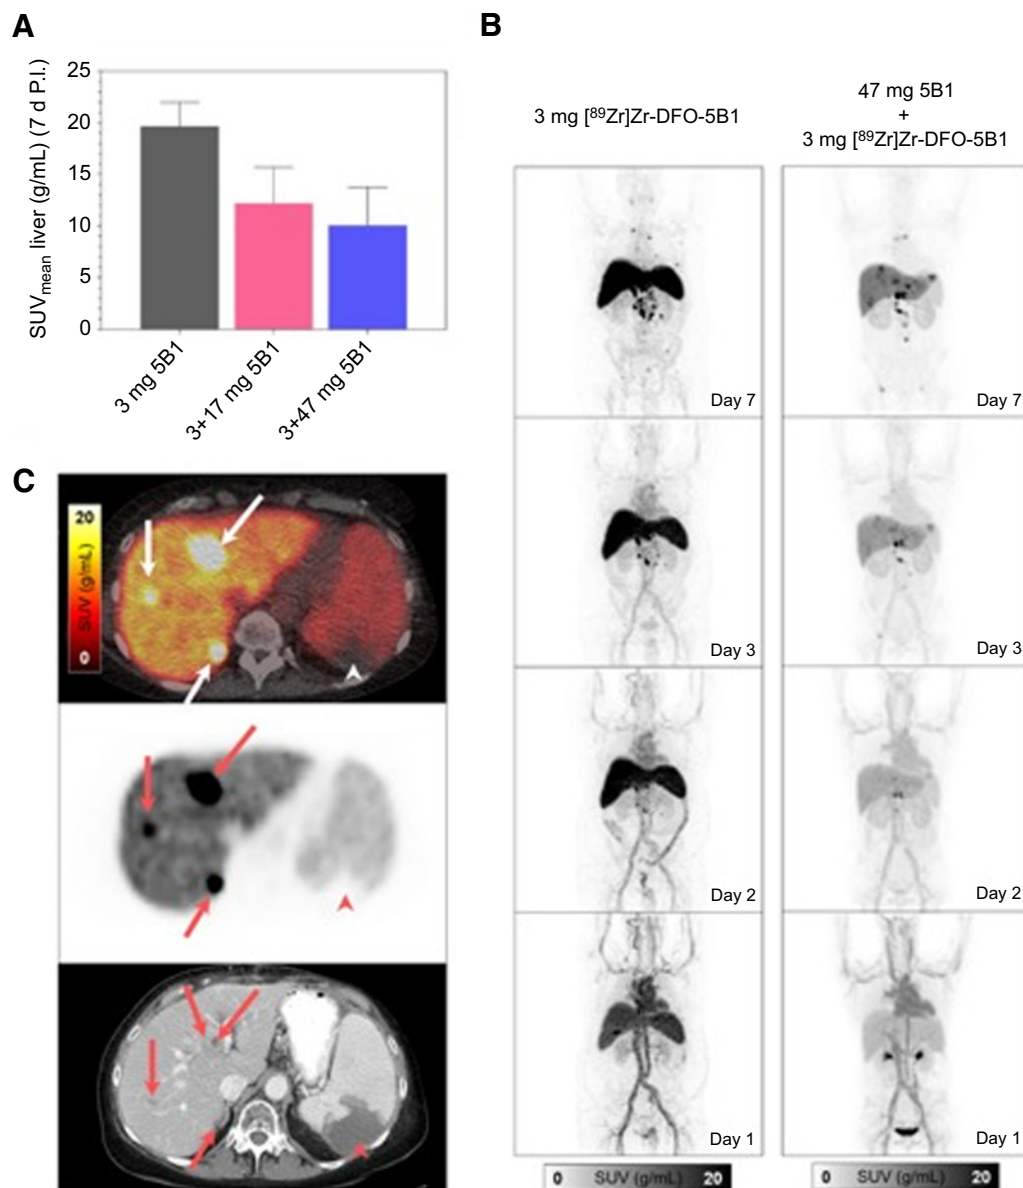 A
SUVmean liver (g/mL) (7 d P.I.)
25
20
15
10
5
0
3 mg 5B1
3+17 mg 5B1
3+47 mg 5B1
B
3 mg [⁸⁹Zr]Zr-DFO-5B1
47 mg 5B1
+
3 mg [⁸⁹Zr]Zr-DFO-5B1
Day 7
Day 7
Day 3
Day 3
Day 2
Day 2
Day 1
Day 1
0 SUV (g/mL) 20
0 SUV (g/mL) 20
C
20
SUV (g/mL)
0